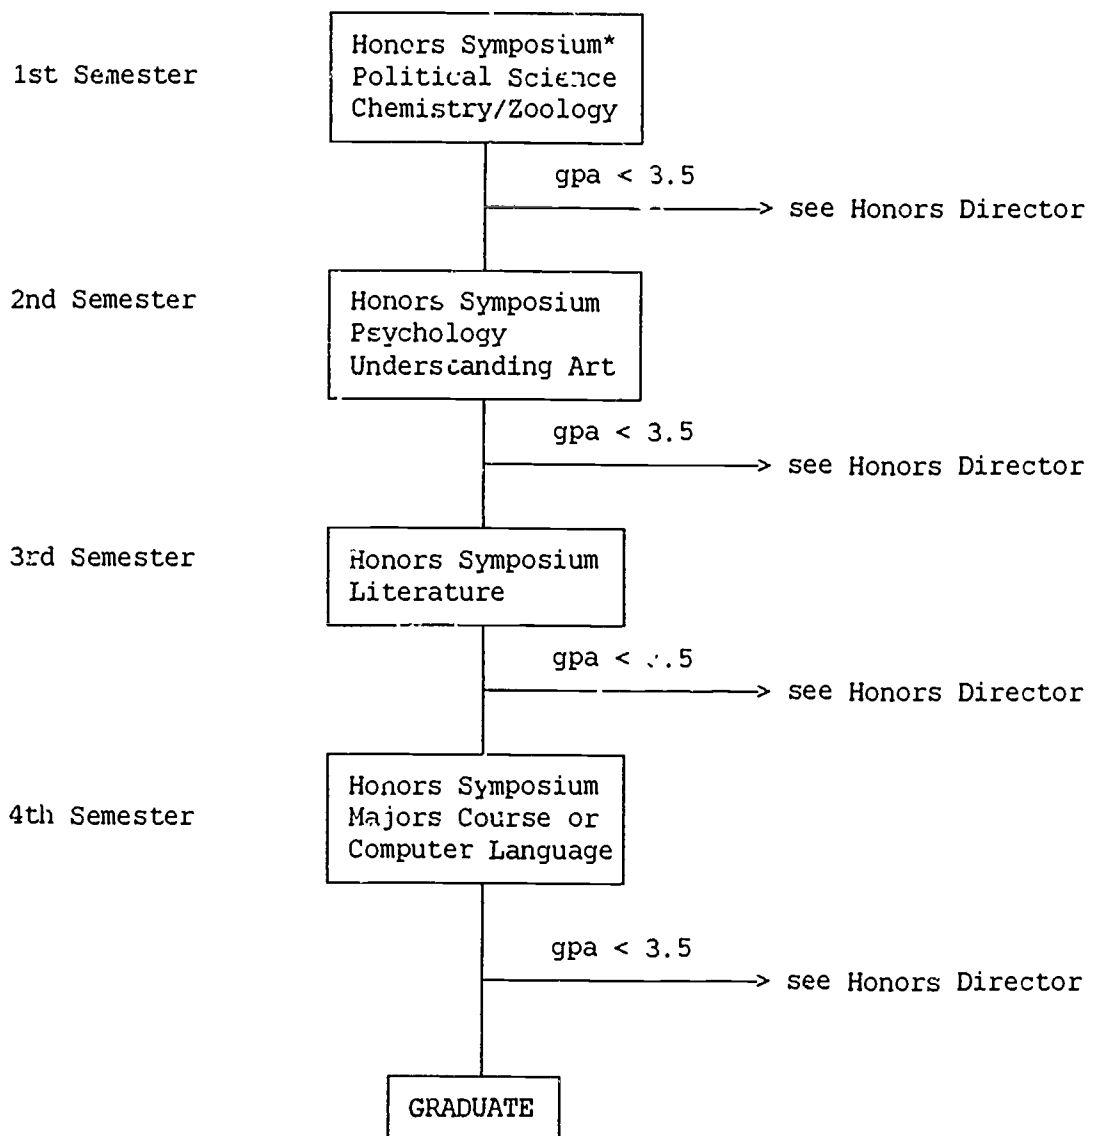 1st Semester
Honors Symposium*
Political Science
Chemistry/Zoology
gpa < 3.5
see Honors Director
2nd Semester
Honors Symposium
Psychology
Understanding Art
gpa < 3.5
see Honors Director
3rd Semester
Honors Symposium
Literature
gpa < .5
see Honors Director
4th Semester
Honors Symposium
Majors Course or
Computer Language
gpa < 3.5
see Honors Director
GRADUATE